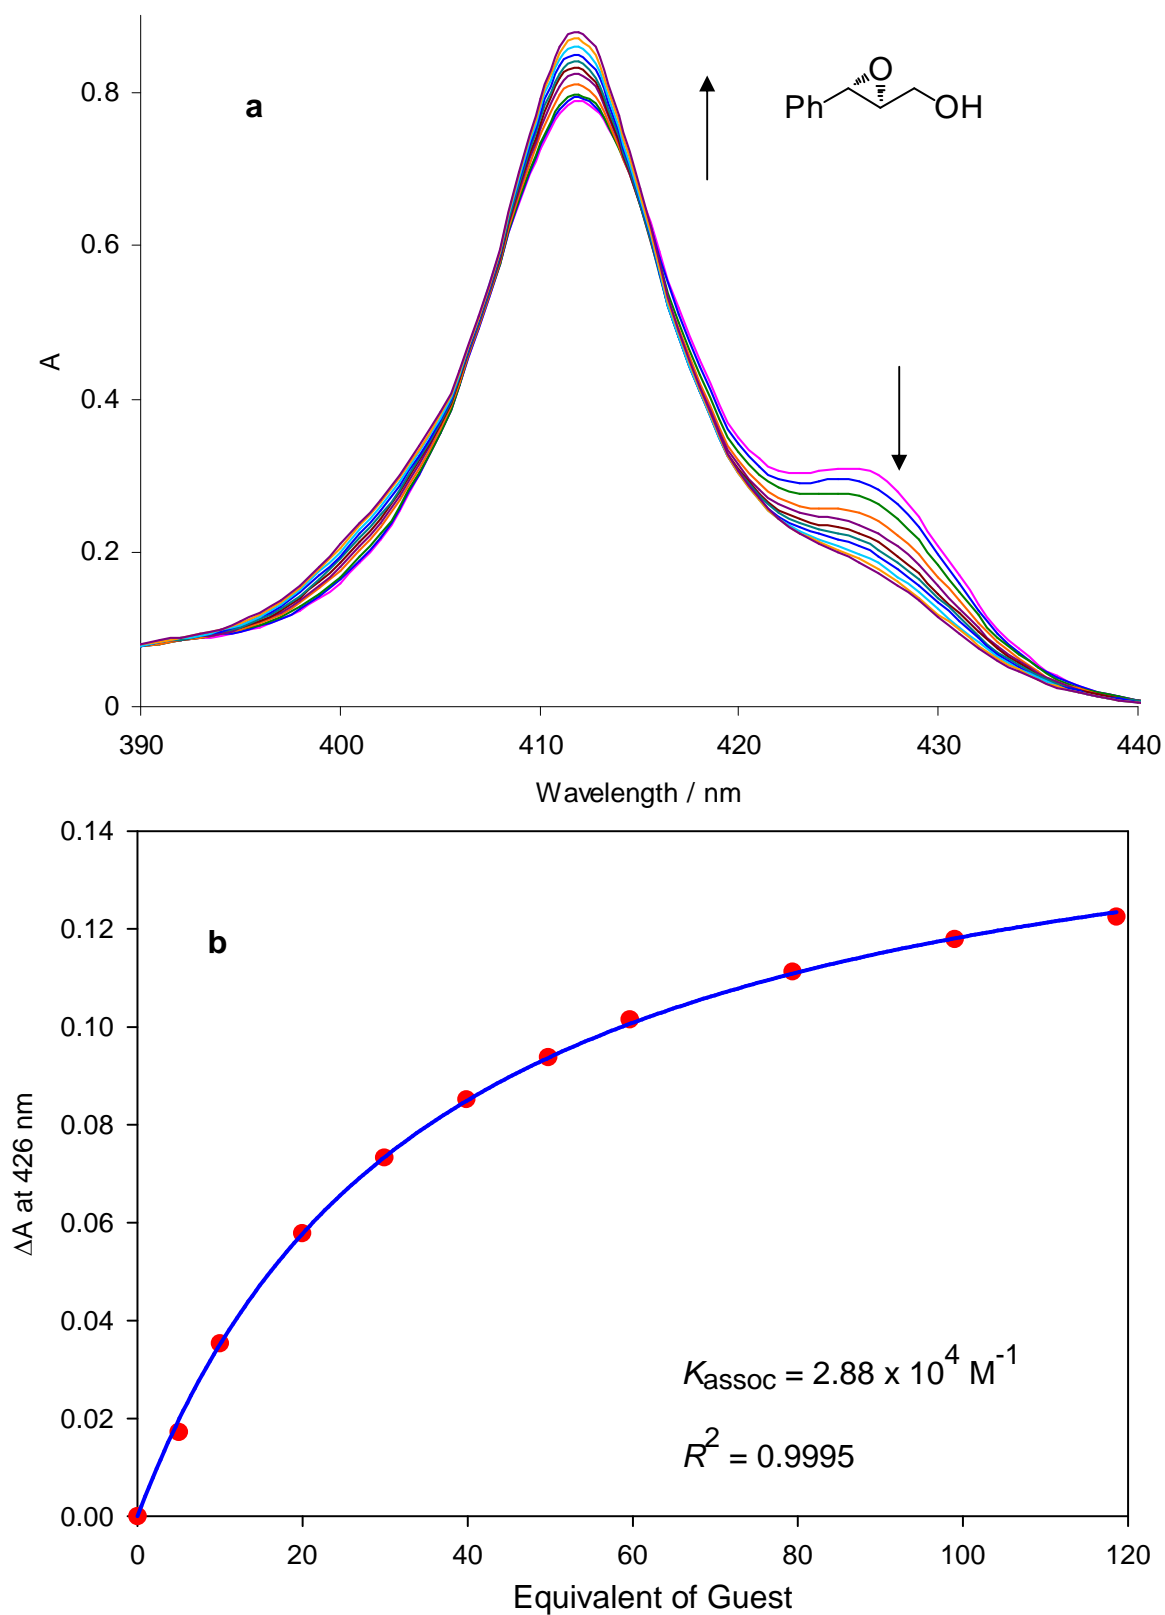 a
O
Ph
OH
0.8
0.6
0.4
0.2
0
A
390 400 410 420 430 440
Wavelength / nm
0.14
0.12
0.10
0.08
0.06
0.04
0.02
0.00
b
ΔA at 426 nm
K assoc = 2.88 x 10^4 M^-1
R^2 = 0.9995
0 20 40 60 80 100 120
Equivalent of Guest